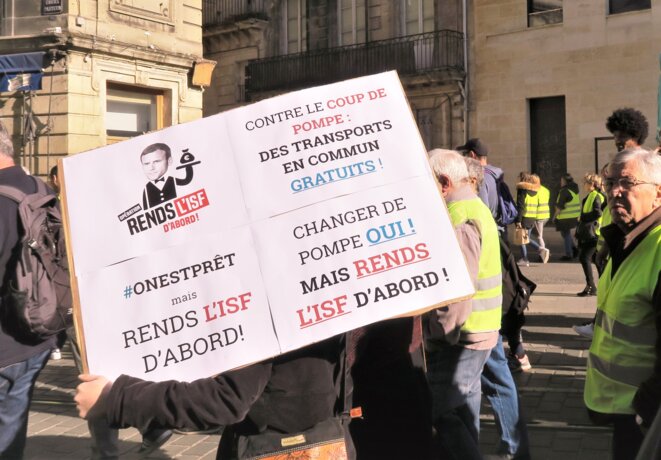 OPÉRATION
RENDS L'ISF
D'ABORD !
CONTRE LE COUP DE
POMPE :
DES TRANSPORTS
EN COMMUN
GRATUITS !
#ONESTPRÊT
mais
RENDS L'ISF
D'ABORD!
CHANGER DE
POMPE OUI !
MAIS RENDS
L'ISF D'ABORD !